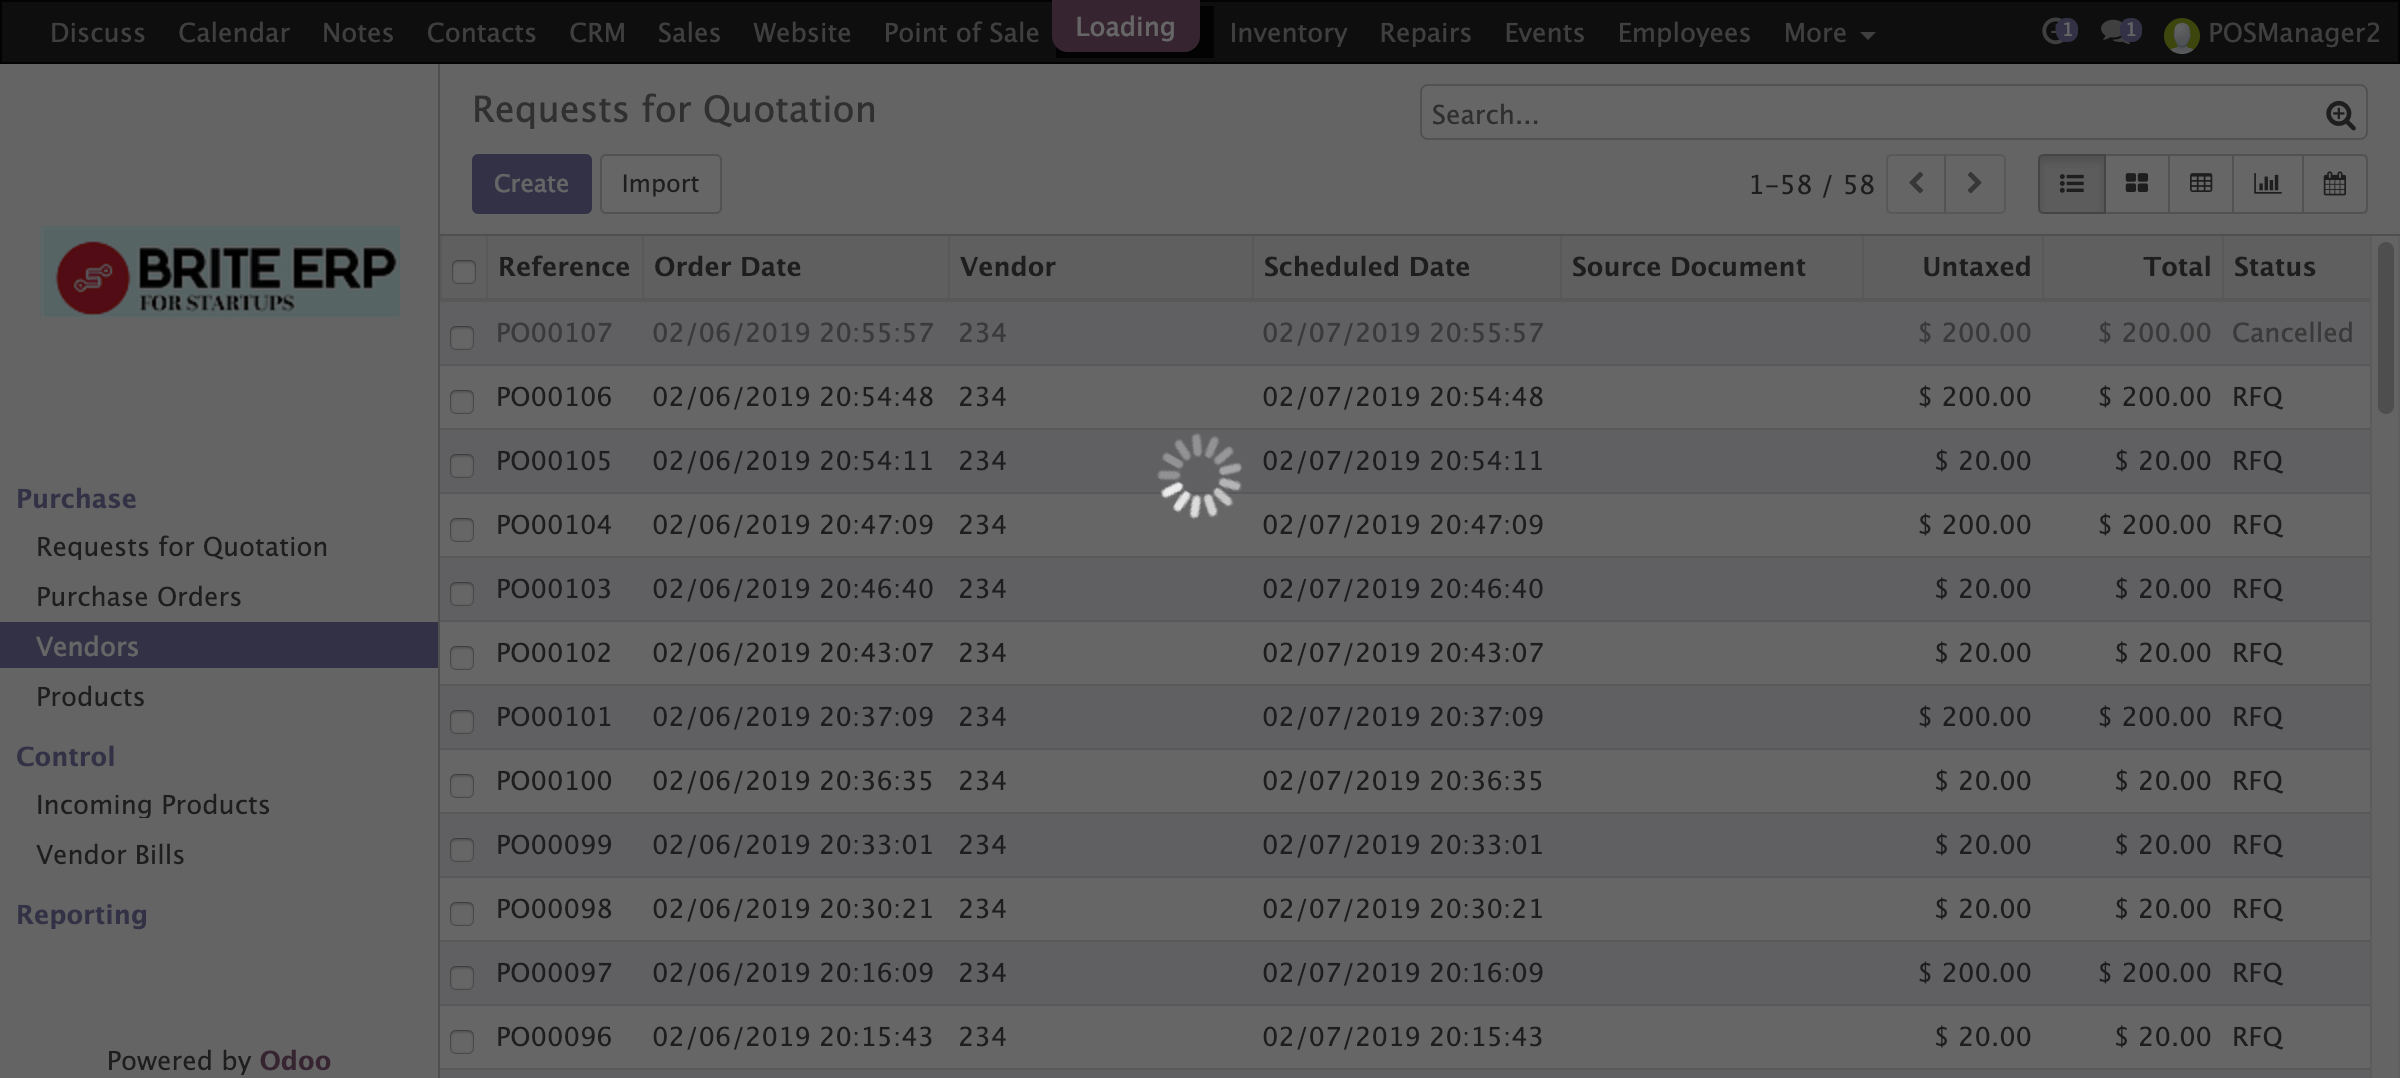 Discuss Calendar Notes Contacts CRM Sales Website Point of Sale Loading Inventory Repairs Events Employees More 1 1 POSManager2
Requests for Quotation
Search...
Create Import 1-58 / 58
BRITE ERP
FOR STARTUPS
Purchase
Requests for Quotation
Purchase Orders
Vendors
Products
Control
Incoming Products
Vendor Bills
Reporting
Powered by Odoo
Reference Order Date Vendor Scheduled Date Source Document Untaxed Total Status
PO00107 02/06/2019 20:55:57 234 02/07/2019 20:55:57 $ 200.00 $ 200.00 Cancelled
PO00106 02/06/2019 20:54:48 234 02/07/2019 20:54:48 $ 200.00 $ 200.00 RFQ
PO00105 02/06/2019 20:54:11 234 02/07/2019 20:54:11 $ 20.00 $ 20.00 RFQ
PO00104 02/06/2019 20:47:09 234 02/07/2019 20:47:09 $ 200.00 $ 200.00 RFQ
PO00103 02/06/2019 20:46:40 234 02/07/2019 20:46:40 $ 20.00 $ 20.00 RFQ
PO00102 02/06/2019 20:43:07 234 02/07/2019 20:43:07 $ 20.00 $ 20.00 RFQ
PO00101 02/06/2019 20:37:09 234 02/07/2019 20:37:09 $ 200.00 $ 200.00 RFQ
PO00100 02/06/2019 20:36:35 234 02/07/2019 20:36:35 $ 20.00 $ 20.00 RFQ
PO00099 02/06/2019 20:33:01 234 02/07/2019 20:33:01 $ 20.00 $ 20.00 RFQ
PO00098 02/06/2019 20:30:21 234 02/07/2019 20:30:21 $ 20.00 $ 20.00 RFQ
PO00097 02/06/2019 20:16:09 234 02/07/2019 20:16:09 $ 200.00 $ 200.00 RFQ
PO00096 02/06/2019 20:15:43 234 02/07/2019 20:15:43 $ 20.00 $ 20.00 RFQ